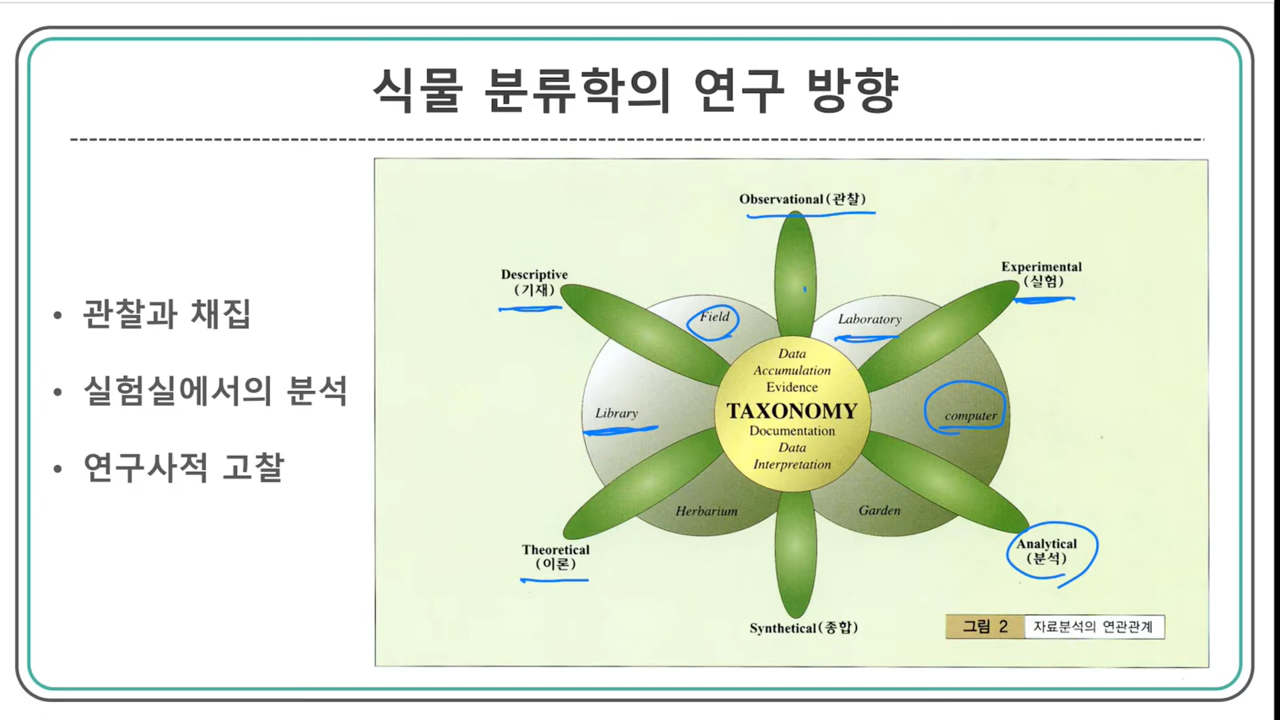 식물 분류학의 연구 방향
• 관찰과 채집
• 실험실에서의 분석
• 연구사적 고찰
Observational(관찰)
Descriptive
(기재)
Experimental
(실험)
Field
Laboratory
Library
computer
Data
Accumulation
Evidence
TAXONOMY
Documentation
Data
Interpretation
Herbarium
Garden
Theoretical
(이론)
Analytical
(분석)
Synthetical(종합)
그림 2 자료분석의 연관관계